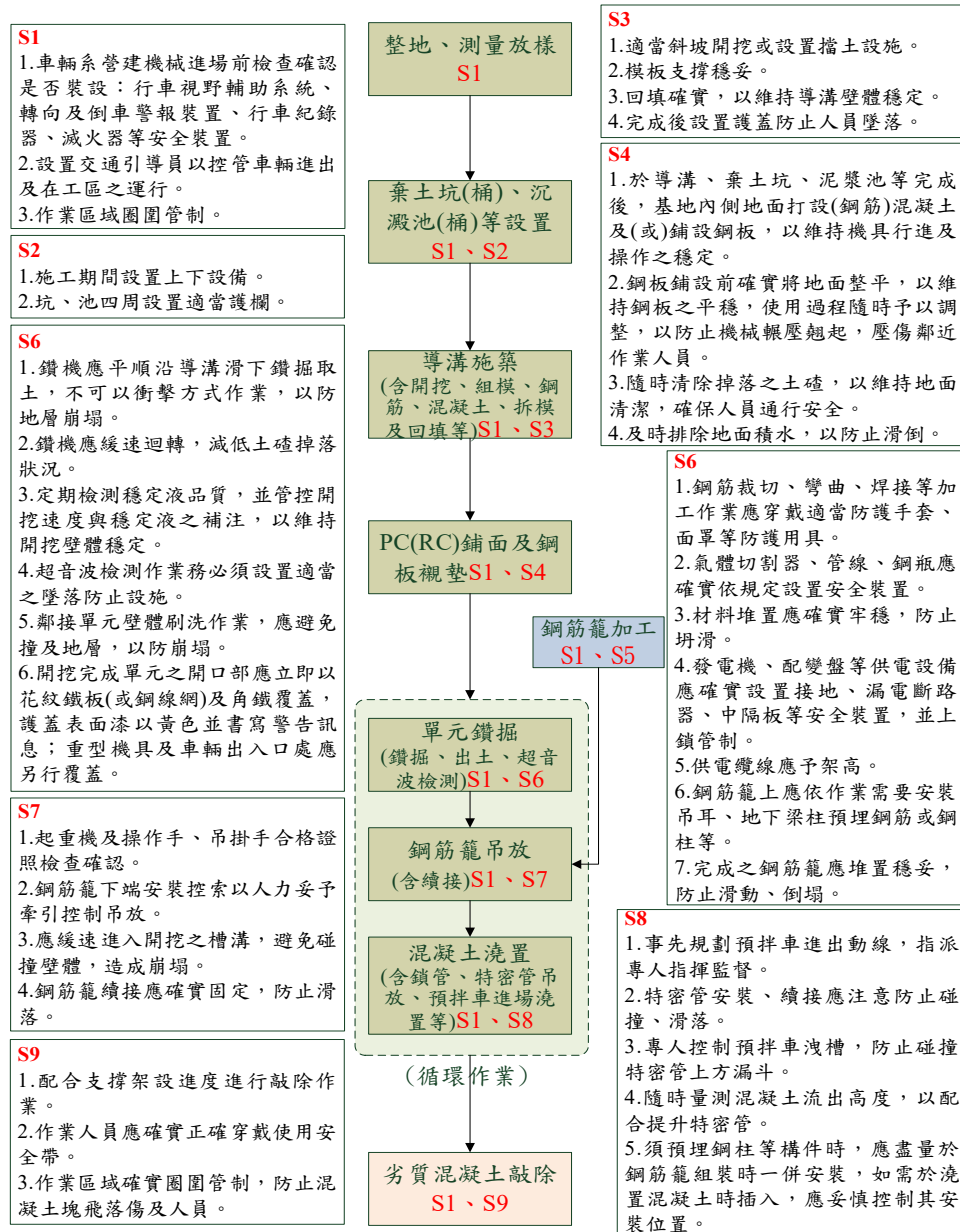 S1
1.車輛系營建機械進場前檢查確認
是否裝設：行車視野輔助系統、
轉向及倒車警報裝置、行車紀錄
器、滅火器等安全裝置。
2.設置交通引導員以控管車輛進出
及在工區之運行。
3.作業區域圈圍管制。
S2
1.施工期間設置上下設備。
2.坑、池四周設置適當護欄。
S6
1.鑽機應平順沿導溝滑下鑽掘取
土，不可以衝擊方式作業，以防
地層崩塌。
2.鑽機應緩速迴轉，減低土碴掉落
狀況。
3.定期檢測穩定液品質，並管控開
挖速度與穩定液之補注，以維持
開挖壁體穩定。
4.超音波檢測作業務必須設置適當
之墜落防止設施。
5.鄰接單元壁體刷洗作業，應避免
撞及地層，以防崩塌。
6.開挖完成單元之開口部應立即以
花紋鐵板(或鋼線網)及角鐵覆蓋，
護蓋表面漆以黃色並書寫警告訊
息；重型機具及車輛出入口處應
另行覆蓋。
S7
1.起重機及操作手、吊掛手合格證
照檢查確認。
2.鋼筋籠下端安裝控索以人力妥予
牽引控制吊放。
3.應緩速進入開挖之槽溝，避免碰
撞壁體，造成崩塌。
4.鋼筋籠續接應確實固定，防止滑
落。
S9
1.配合支撐架設進度進行敲除作
業。
2.作業人員應確實正確穿戴使用安
全帶。
3.作業區域確實圈圍管制，防止混
凝土塊飛落傷及人員。
整地、測量放樣
S1
棄土坑(桶)、沉
澱池(桶)等設置
S1、S2
導溝施築
(含開挖、組模、鋼
筋、混凝土、拆模
及回填等)S1、S3
PC(RC)鋪面及鋼
板襯墊S1、S4
鋼筋籠加工
S1、S5
單元鑽掘
(鑽掘、出土、超音
波檢測)S1、S6
鋼筋籠吊放
(含續接)S1、S7
混凝土澆置
(含鎖管、特密管吊
放、預拌車進場澆
置等)S1、S8
（循環作業）
劣質混凝土敲除
S1、S9
S3
1.適當斜坡開挖或設置擋土設施。
2.模板支撐穩妥。
3.回填確實，以維持導溝壁體穩定。
4.完成後設置護蓋防止人員墜落。
S4
1.於導溝、棄土坑、泥漿池等完成
後，基地內側地面打設(鋼筋)混凝土
及(或)鋪設鋼板，以維持機具行進及
操作之穩定。
2.鋼板鋪設前確實將地面整平，以維
持鋼板之平穩，使用過程隨時予以調
整，以防止機械輾壓翹起，壓傷鄰近
作業人員。
3.隨時清除掉落之土碴，以維持地面
清潔，確保人員通行安全。
4.及時排除地面積水，以防止滑倒。
S6
1.鋼筋裁切、彎曲、焊接等加
工作業應穿戴適當防護手套、
面罩等防護用具。
2.氣體切割器、管線、鋼瓶應
確實依規定設置安全裝置。
3.材料堆置應確實牢穩，防止
坍滑
4.發電機、配變盤等供電設備
應確實設置接地、漏電斷路
器、中隔板等安全裝置，並上
鎖管制。
5.供電纜線應予架高。
6.鋼筋籠上應依作業需要安裝
吊耳、地下梁柱預埋鋼筋或鋼
柱等。
7.完成之鋼筋籠應堆置穩妥，
防止滑動、倒塌。
S8
1.事先規劃預拌車進出動線，指派
專人指揮監督。
2.特密管安裝、續接應注意防止碰
撞、滑落。
3.專人控制預拌車洩槽，防止碰撞
特密管上方漏斗。
4.隨時量測混凝土流出高度，以配
合提升特密管。
5.須預埋鋼柱等構件時，應盡量於
鋼筋籠組裝時一併安裝，如需於澆
置混凝土時插入，應妥慎控制其安
裝位置。